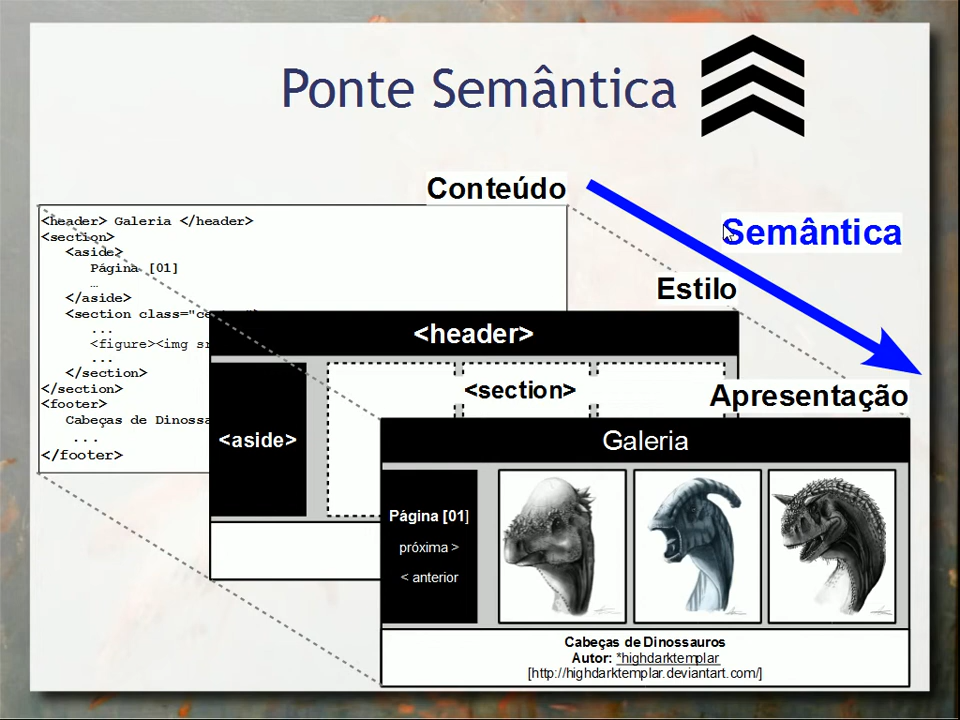 Ponte Semântica
Conteúdo
<header> Galeria </header>
<section>
<aside>
Página [01]
…
</aside>
<section class="ce
...
<figure><img sr
...
</section>
</section>
<footer>
Cabeças de Dinossa
...
</footer>
Semântica
Estilo
<header>
<section>
<aside>
Apresentação
Galeria
Página [01]
próxima >
< anterior
Cabeças de Dinossauros
Autor: *highdarktemplar
[http://highdarktemplar.deviantart.com/]